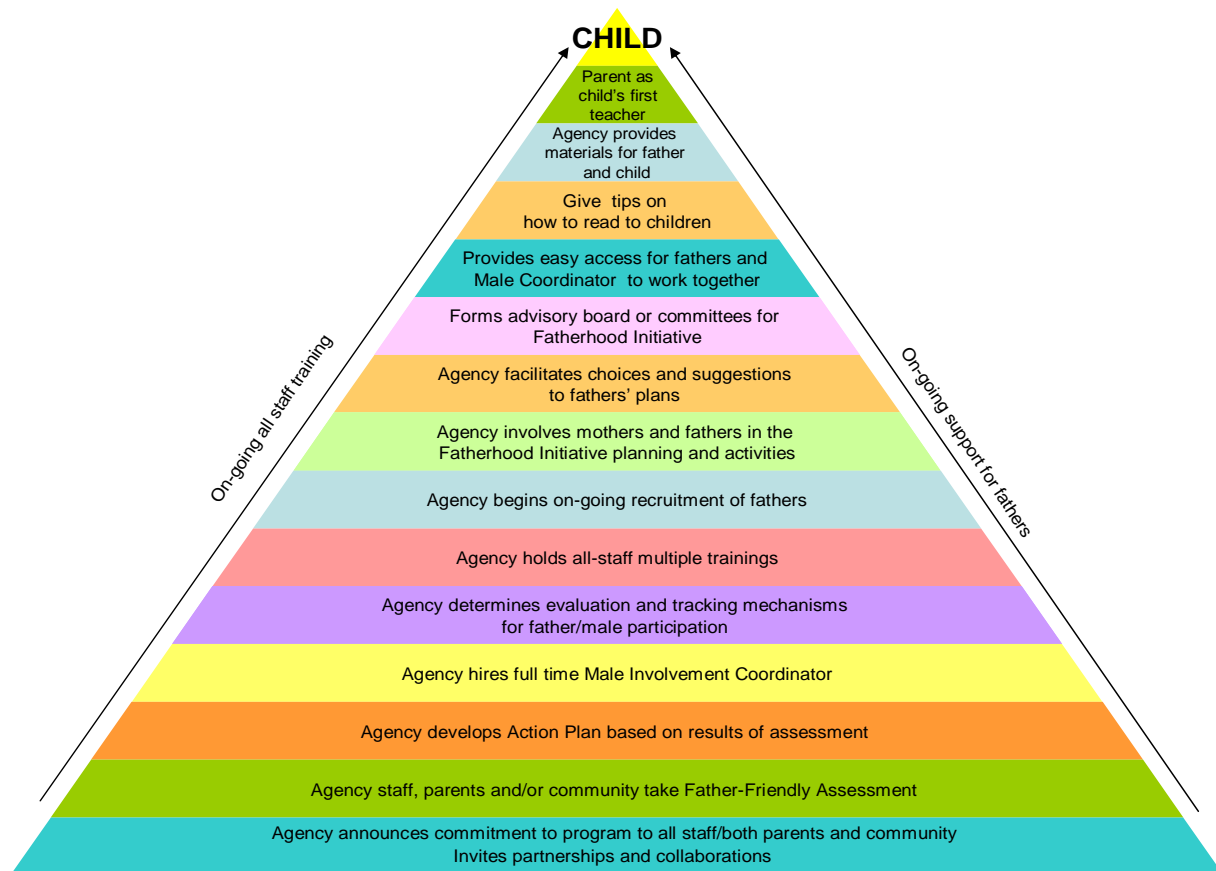 CHILD
Parent as
child's first
teacher
Agency provides
materials for father
and child
Give tips on
how to read to children
Provides easy access for fathers and
Male Coordinator to work together
Forms advisory board or committees for
Fatherhood Initiative
Agency facilitates choices and suggestions
to fathers' plans
Agency involves mothers and fathers in the
Fatherhood Initiative planning and activities
Agency begins on-going recruitment of fathers
Agency holds all-staff multiple trainings
Agency determines evaluation and tracking mechanisms
for father/male participation
Agency hires full time Male Involvement Coordinator
Agency develops Action Plan based on results of assessment
Agency staff, parents and/or community take Father-Friendly Assessment
Agency announces commitment to program to all staff/both parents and community
Invites partnerships and collaborations
On-going all staff training
On-going support for fathers